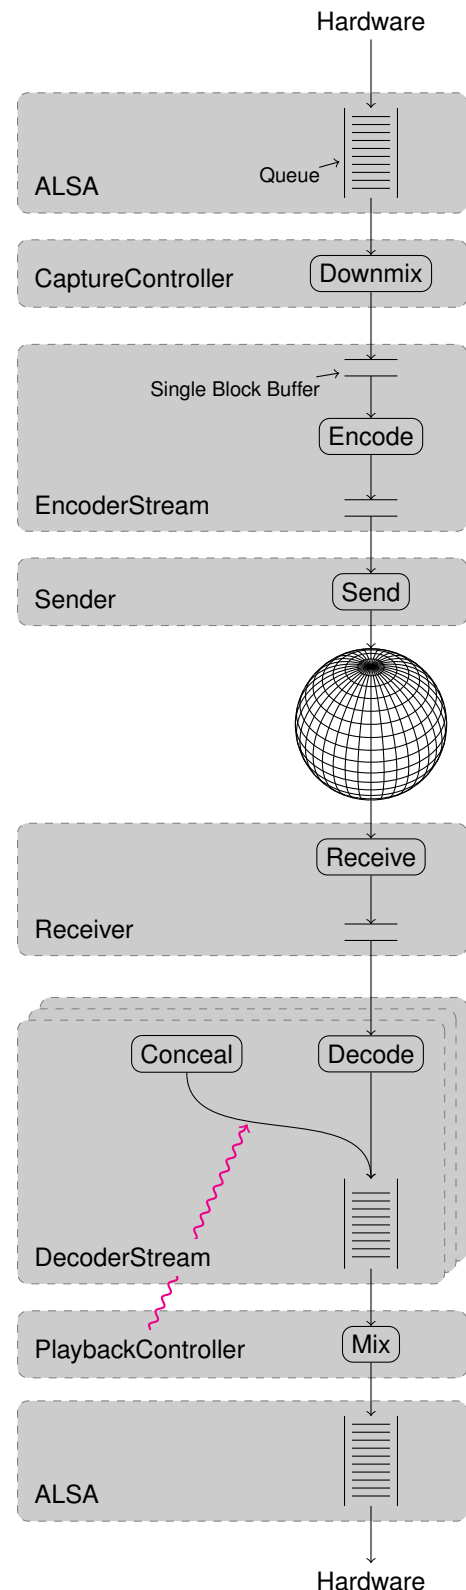 Hardware
Queue
ALSA
CaptureController
Downmix
Single Block Buffer
Encode
EncoderStream
Sender
Send
Receive
Receiver
Conceal
Decode
DecoderStream
PlaybackController
Mix
ALSA
Hardware